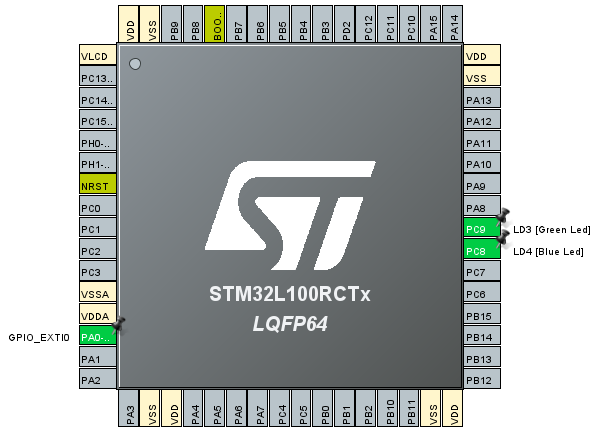 VDD
VSS
PB9
PB8
BOO..
PB7
PB6
PB5
PB4
PB3
PD2
PC12
PC11
PC10
PA15
PA14
VLCD
PC13..
PC14..
PC15..
PH0-..
PH1-..
NRST
PC0
PC1
PC2
PC3
VSSA
VDDA
GPIO_EXTI0 PA0-..
PA1
PA2
STM32L100RCTx
LQFP64
VDD
VSS
PA13
PA12
PA11
PA10
PA9
PA8
PC9 LD3 [Green Led]
PC8 LD4 [Blue Led]
PC7
PC6
PB15
PB14
PB13
PB12
PA3
VSS
VDD
PA4
PA5
PA6
PA7
PC4
PC5
PB0
PB1
PB2
PB10
PB11
VSS
VDD